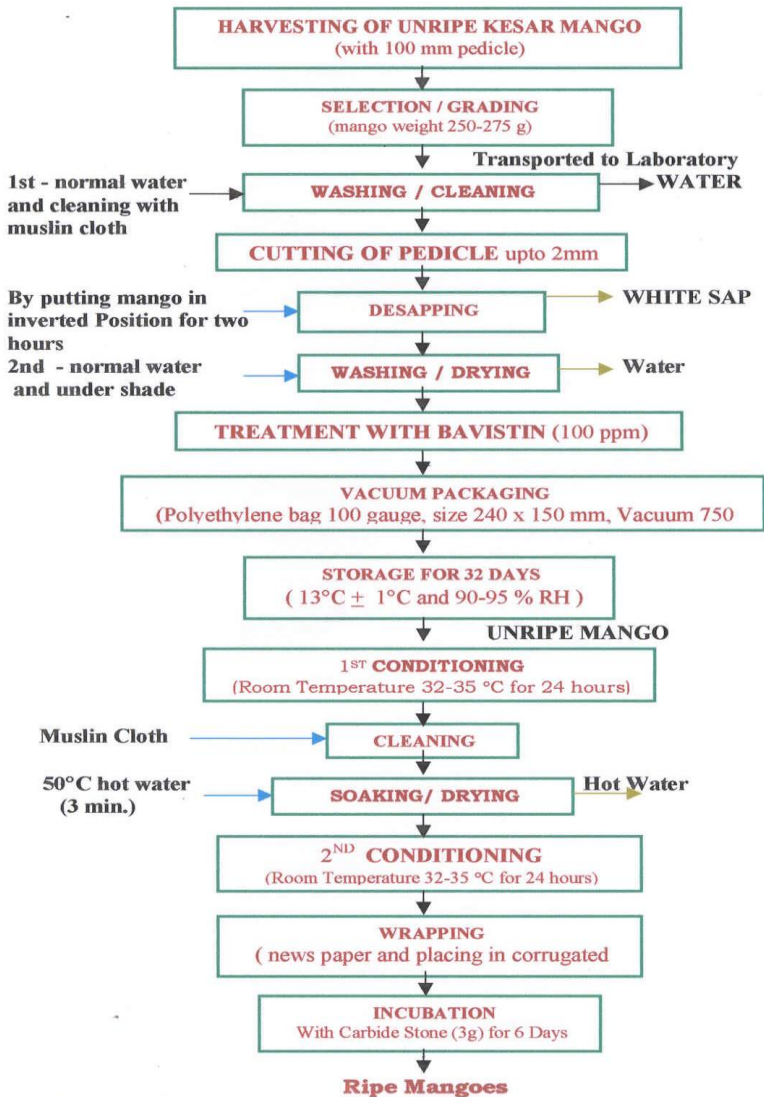 HARVESTING OF UNRIPE KESAR MANGO
(with 100 mm pedicle)
SELECTION / GRADING
(mango weight 250-275 g)
Transported to Laboratory
1st - normal water
and cleaning with
muslin cloth
WASHING / CLEANING
WATER
CUTTING OF PEDICLE upto 2mm
By putting mango in
inverted Position for two
hours
DESAPPING
WHITE SAP
2nd - normal water
and under shade
WASHING / DRYING
Water
TREATMENT WITH BAVISTIN (100 ppm)
VACUUM PACKAGING
(Polyethylene bag 100 gauge, size 240 x 150 mm, Vacuum 750
STORAGE FOR 32 DAYS
( 13°C ± 1°C and 90-95 % RH )
UNRIPE MANGO
1ST CONDITIONING
(Room Temperature 32-35 °C for 24 hours)
Muslin Cloth
CLEANING
50°C hot water
(3 min.)
SOAKING/ DRYING
Hot Water
2ND CONDITIONING
(Room Temperature 32-35 °C for 24 hours)
WRAPPING
( news paper and placing in corrugated
INCUBATION
With Carbide Stone (3g) for 6 Days
Ripe Mangoes